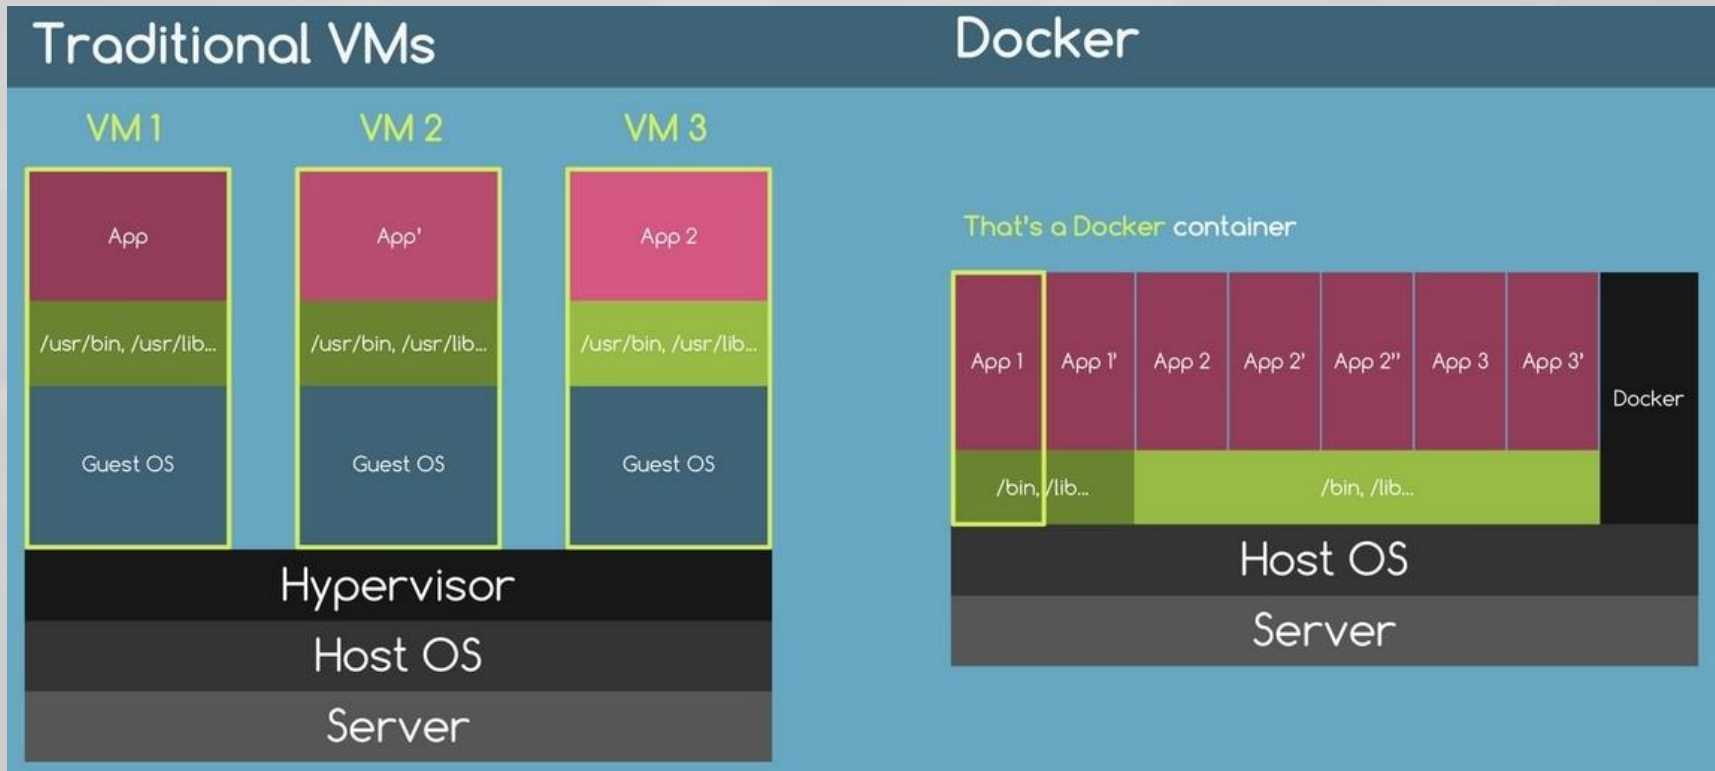 Traditional VMs
Docker
VM 1
VM 2
VM 3
App
App'
App 2
/usr/bin, /usr/lib...
/usr/bin, /usr/lib...
/usr/bin, /usr/lib...
Guest OS
Guest OS
Guest OS
Hypervisor
Host OS
Server
That's a Docker container
App 1
App 1'
App 2
App 2'
App 2''
App 3
App 3'
Docker
/bin, /lib...
/bin, /lib...
Host OS
Server